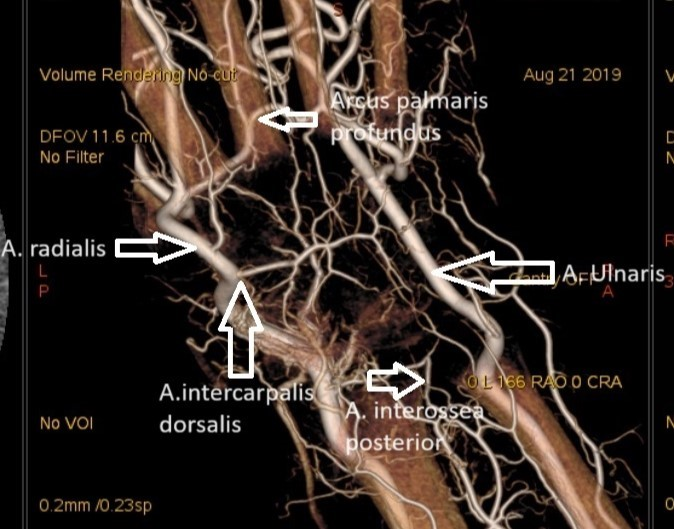 S
Volume Rendering No cut
Aug 21 2019
Arcus palmaris
profundus
DFOV 11.6 cm
No Filter
A. radialis
A. Ulnaris
L
P
R
A
A.intercarpalis
dorsalis
0 L 166 RAO 0 CRA
A. interossea
posterior
No VOI
0.2mm /0.23sp